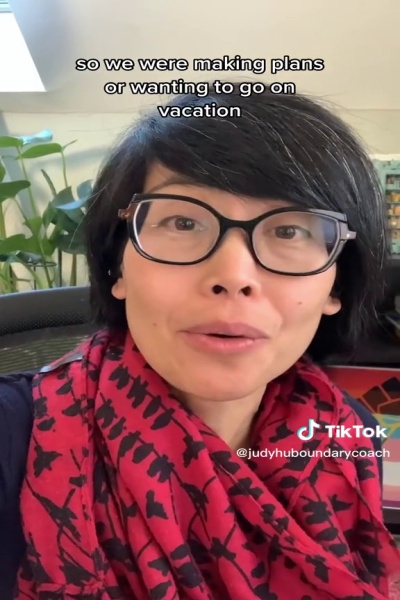 so we were making plans
or wanting to go on
vacation
TikTok
@judyhuboundarycoach